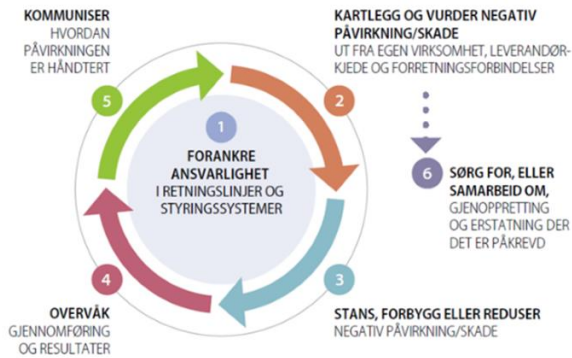 1
FORANKRE
ANSVARLIGHET
I RETNINGSLINJER OG
STYRINGSSYSTEMER
2
KARTLEGG OG VURDER NEGATIV
PÅVIRKNING/SKADE
UT FRA EGEN VIRKSOMHET, LEVERANDØR-
KJEDE OG FORRETNINGSFORBINDELSER
3
STANS, FORBYGG ELLER REDUSER
NEGATIV PÅVIRKNING/SKADE
4
OVERVÅK
GJENNOMFØRING
OG RESULTATER
5
KOMMUNISER
HVORDAN
PÅVIRKNINGEN
ER HÅNDTERT
6
SØRG FOR, ELLER
SAMARBEID OM,
GJENOPPRETTING
OG ERSTATNING DER
DET ER PÅKREVD